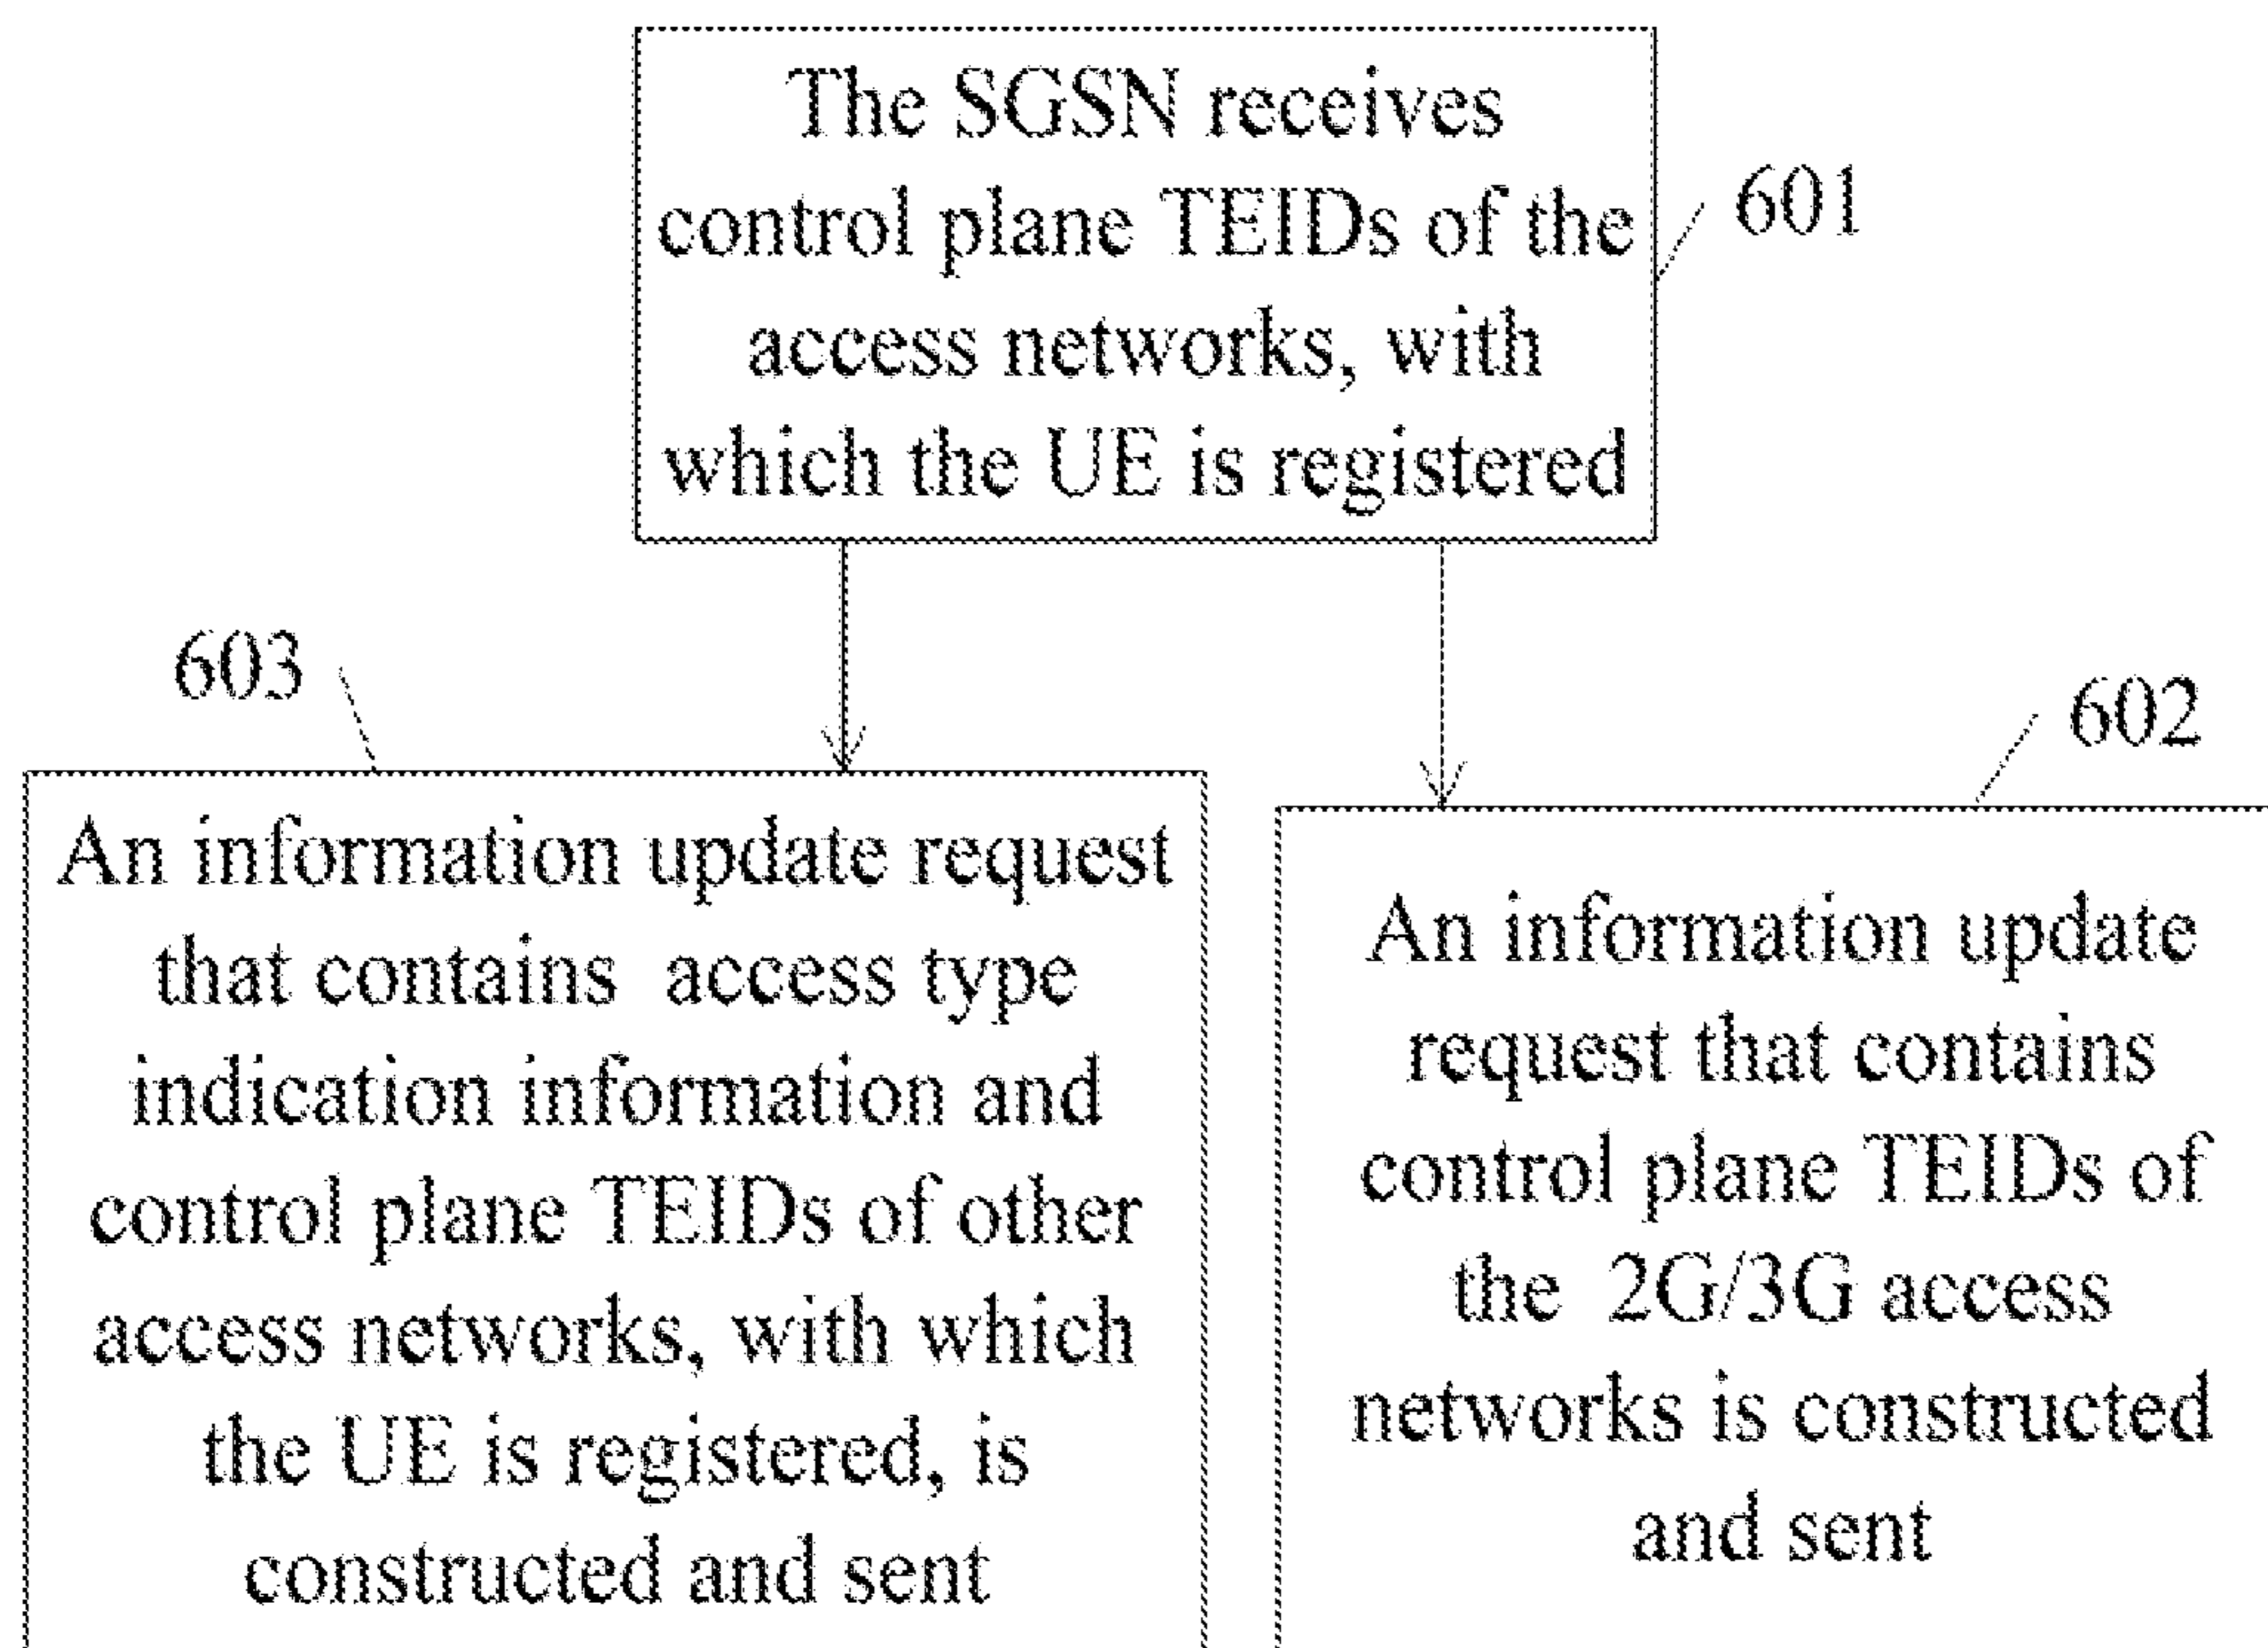 The SGSN receives
control plane TEIDs of the
access networks, with
which the UE is registered
601
603
An information update request
that contains access type
indication information and
control plane TEIDs of other
access networks, with which
the UE is registered, is
constructed and sent
602
An information update
request that contains
control plane TEIDs of
the 2G/3G access
networks is constructed
and sent